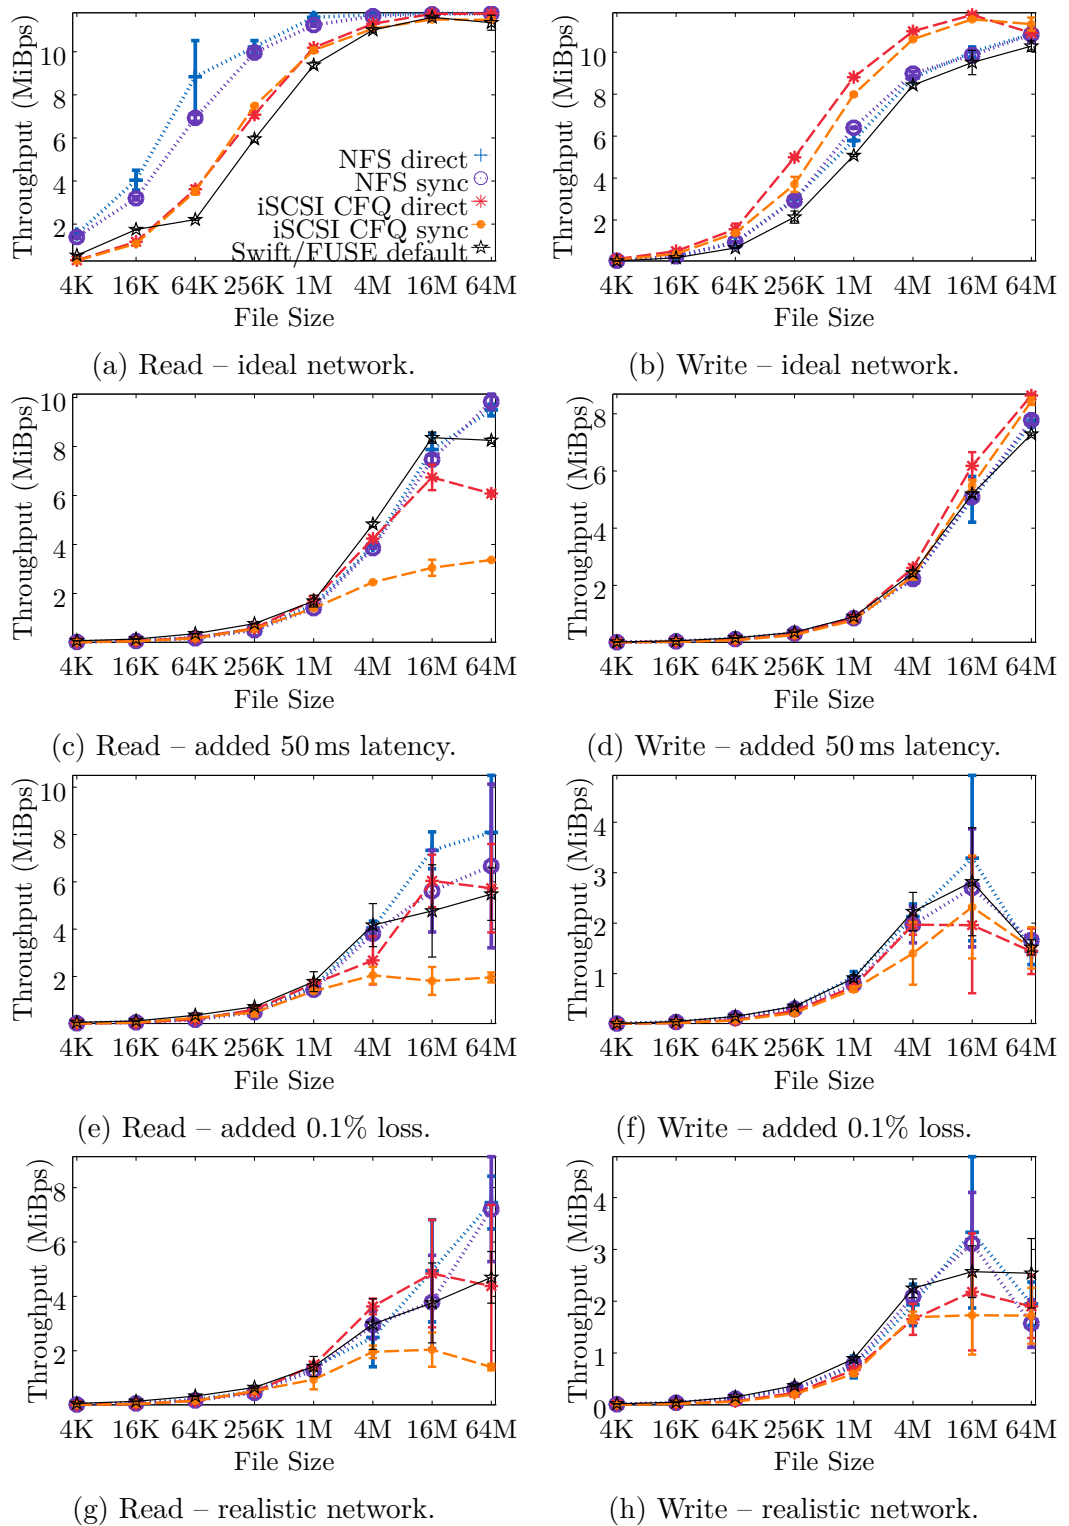 Throughput (MiBps)
10
8
6
4
2
4K 16K 64K 256K 1M 4M 16M 64M
File Size
NFS direct
NFS sync
iSCSI CFQ direct
iSCSI CFQ sync
Swift/FUSE default
(a) Read – ideal network.
Throughput (MiBps)
10
8
6
4
2
4K 16K 64K 256K 1M 4M 16M 64M
File Size
(b) Write – ideal network.
Throughput (MiBps)
10
8
6
4
2
4K 16K 64K 256K 1M 4M 16M 64M
File Size
(c) Read – added 50 ms latency.
Throughput (MiBps)
8
6
4
2
4K 16K 64K 256K 1M 4M 16M 64M
File Size
(d) Write – added 50 ms latency.
Throughput (MiBps)
10
8
6
4
2
4K 16K 64K 256K 1M 4M 16M 64M
File Size
(e) Read – added 0.1% loss.
Throughput (MiBps)
4
3
2
1
4K 16K 64K 256K 1M 4M 16M 64M
File Size
(f) Write – added 0.1% loss.
Throughput (MiBps)
8
6
4
2
4K 16K 64K 256K 1M 4M 16M 64M
File Size
(g) Read – realistic network.
Throughput (MiBps)
4
3
2
1
0
4K 16K 64K 256K 1M 4M 16M 64M
File Size
(h) Write – realistic network.